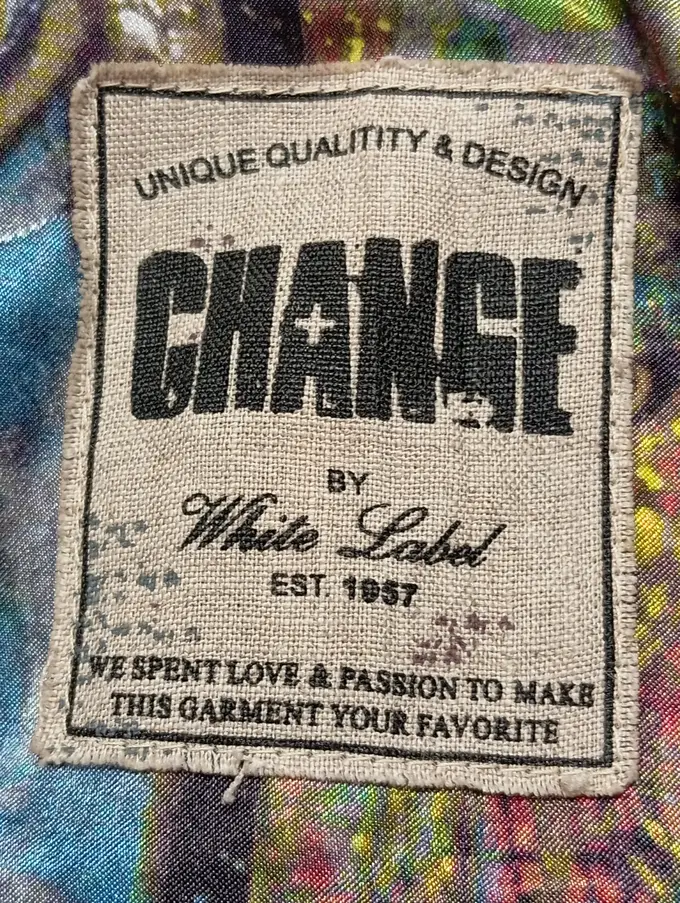 UNIQUE QUALITITY & DESIGN
CHANGE
BY
White Label
EST. 1957
WE SPENT LOVE & PASSION TO MAKE
THIS GARMENT YOUR FAVORITE